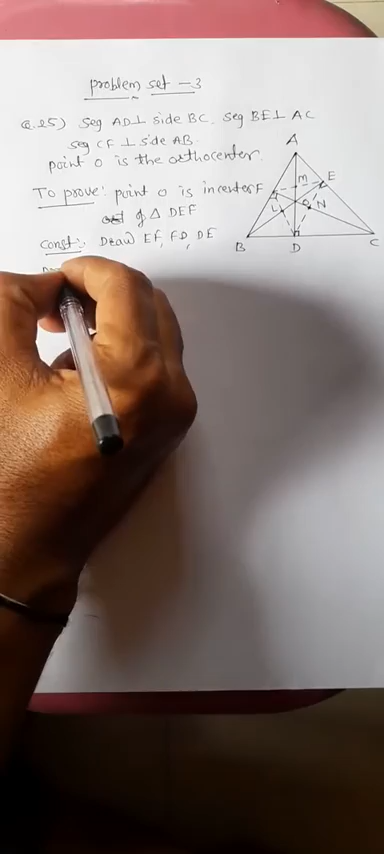 problem set - 3
Q.25) seg AD⊥ side BC, seg BE⊥ AC
seg CF ⊥ side AB.
point O is the orthocenter.
To prove: point O is incenter
of Δ DEF
Const:- Draw EF, FD, DE
A
E
M
F
L
O
N
B
D
C